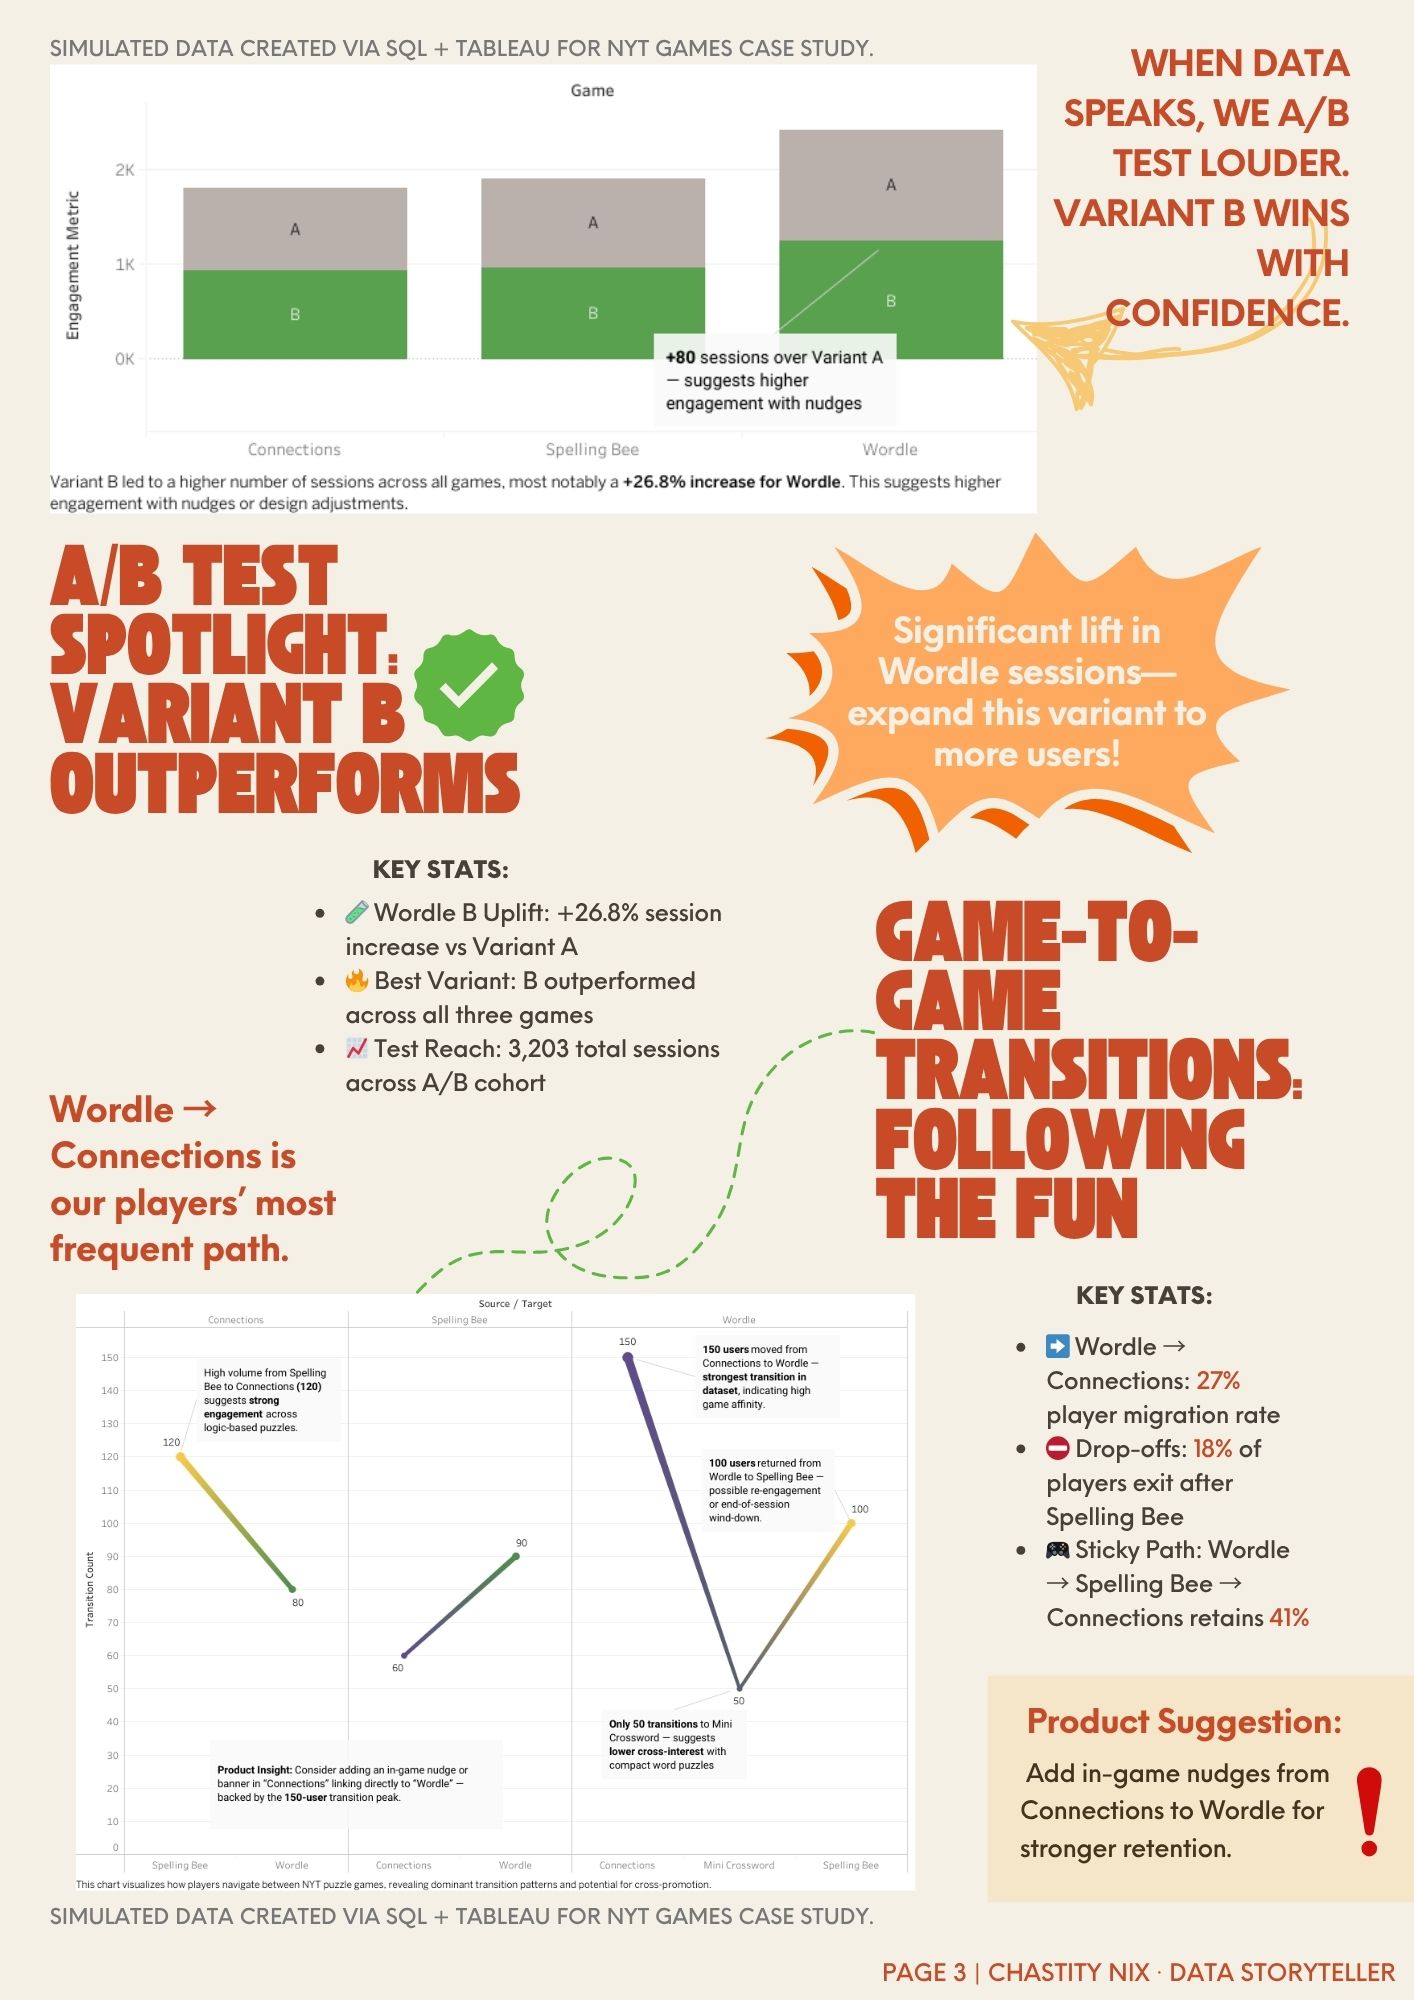 SIMULATED DATA CREATED VIA SQL + TABLEAU FOR NYT GAMES CASE STUDY.
WHEN DATA
SPEAKS, WE A/B
TEST LOUDER.
VARIANT B WINS
WITH
CONFIDENCE.
Game
Engagement Metric
2K
1K
0K
A
B
A
B
A
B
+80 sessions over Variant A
— suggests higher
engagement with nudges
Connections
Spelling Bee
Wordle
Variant B led to a higher number of sessions across all games, most notably a +26.8% increase for Wordle. This suggests higher
engagement with nudges or design adjustments.
A/B TEST
SPOTLIGHT:
VARIANT B
OUTPERFORMS
Significant lift in
Wordle sessions—
expand this variant to
more users!
KEY STATS:
• 🧪 Wordle B Uplift: +26.8% session
increase vs Variant A
• 🔥 Best Variant: B outperformed
across all three games
• 📈 Test Reach: 3,203 total sessions
across A/B cohort
GAME-TO-
GAME
TRANSITIONS:
FOLLOWING
THE FUN
Wordle →
Connections is
our players’ most
frequent path.
Source / Target
Connections
Spelling Bee
Wordle
Transition Count
150
140
130
120
110
100
90
80
70
60
50
40
30
20
10
0
High volume from Spelling
Bee to Connections (120)
suggests strong
engagement across
logic-based puzzles.
120
80
60
90
150
150 users moved from
Connections to Wordle —
strongest transition in
dataset, indicating high
game affinity.
100 users returned from
Wordle to Spelling Bee —
possible re-engagement
or end-of-session
wind-down.
100
50
Only 50 transitions to Mini
Crossword — suggests
lower cross-interest with
compact word puzzles
Product Insight: Consider adding an in-game nudge or
banner in “Connections” linking directly to “Wordle” —
backed by the 150-user transition peak.
Spelling Bee
Wordle
Connections
Wordle
Connections
Mini Crossword
Spelling Bee
This chart visualizes how players navigate between NYT puzzle games, revealing dominant transition patterns and potential for cross-promotion.
KEY STATS:
• ➡️ Wordle →
Connections: 27%
player migration rate
• ⛔ Drop-offs: 18% of
players exit after
Spelling Bee
• 🎮 Sticky Path: Wordle
→ Spelling Bee →
Connections retains 41%
Product Suggestion:
Add in-game nudges from
Connections to Wordle for
stronger retention.
!
SIMULATED DATA CREATED VIA SQL + TABLEAU FOR NYT GAMES CASE STUDY.
PAGE 3 | CHASTITY NIX · DATA STORYTELLER